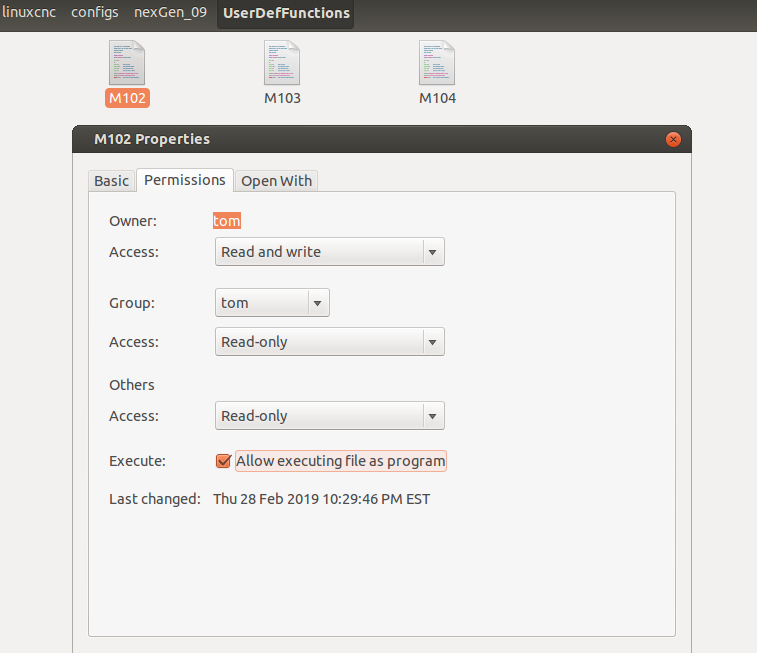 linuxcnc configs nexGen_09 UserDefFunctions
M102 M103 M104
M102 Properties
Basic Permissions Open With
Owner: tom
Access: Read and write
Group: tom
Access: Read-only
Others
Access: Read-only
Execute: Allow executing file as program
Last changed: Thu 28 Feb 2019 10:29:46 PM EST